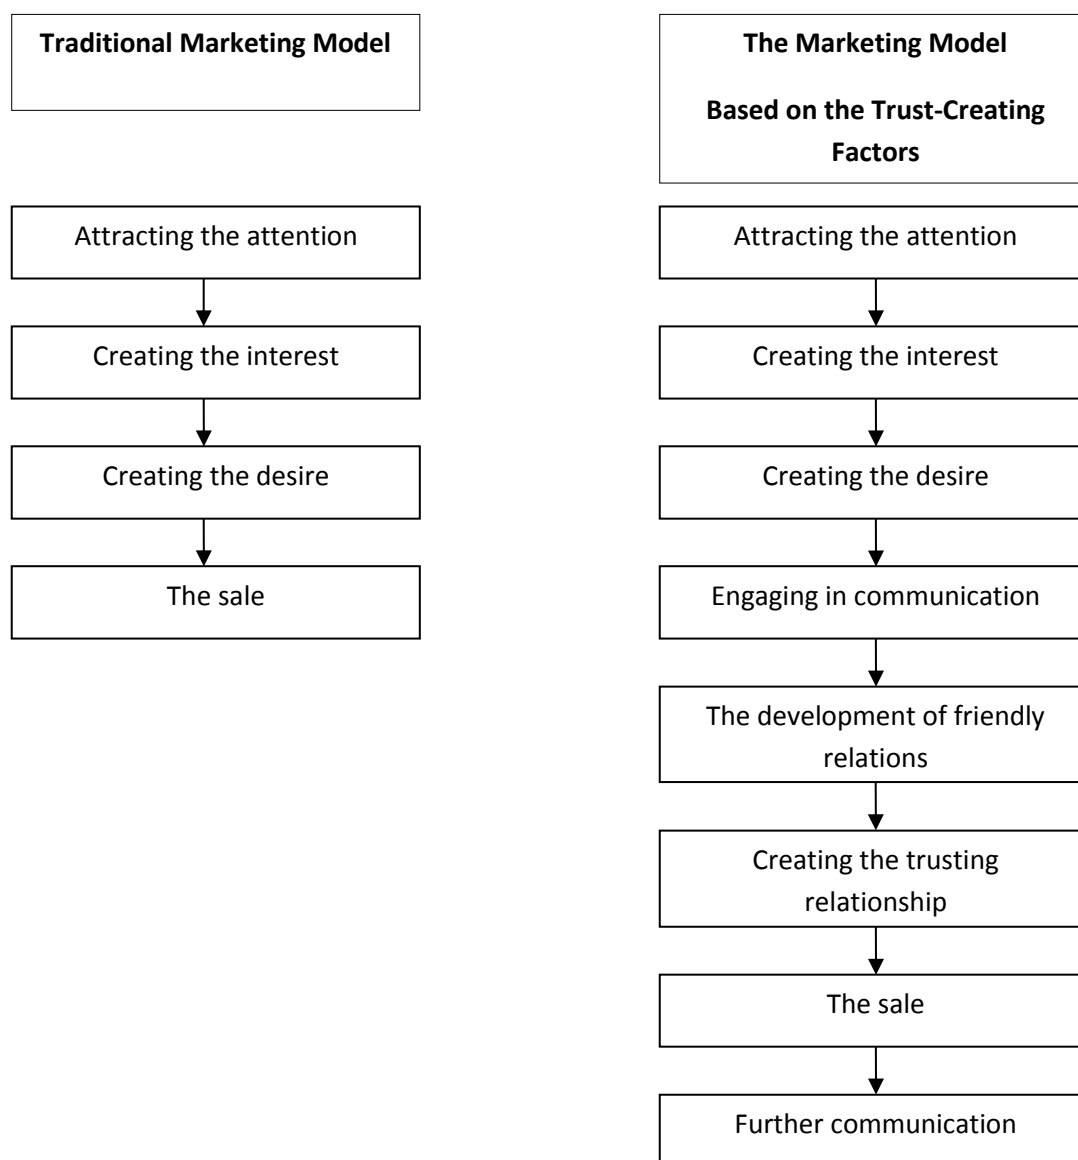 Traditional Marketing Model
Attracting the attention
Creating the interest
Creating the desire
The sale
The Marketing Model
Based on the Trust-Creating
Factors
Attracting the attention
Creating the interest
Creating the desire
Engaging in communication
The development of friendly
relations
Creating the trusting
relationship
The sale
Further communication